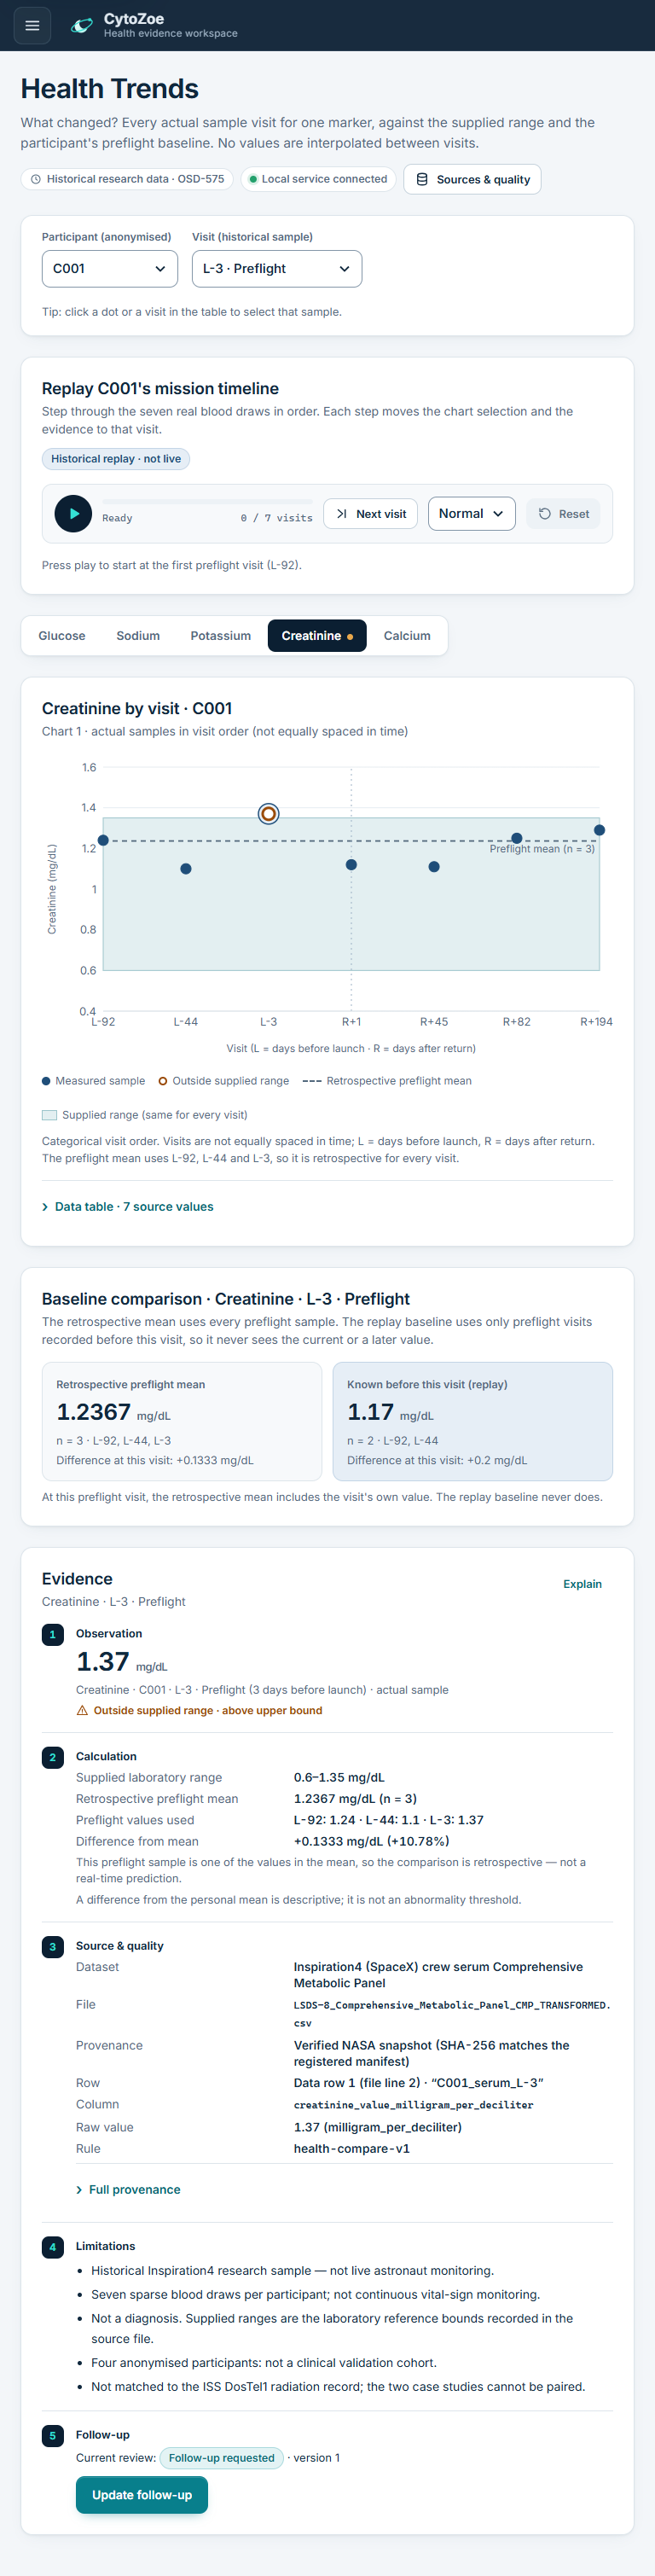 CytoZoe
Health evidence workspace
Health Trends
What changed? Every actual sample visit for one marker, against the supplied range and the
participant's preflight baseline. No values are interpolated between visits.
Historical research data · OSD-575
Local service connected
Sources & quality
Participant (anonymised)
Visit (historical sample)
C001
L-3 · Preflight
Tip: click a dot or a visit in the table to select that sample.
Replay C001's mission timeline
Step through the seven real blood draws in order. Each step moves the chart selection and the
evidence to that visit.
Historical replay · not live
Ready
0 / 7 visits
Next visit
Normal
Reset
Press play to start at the first preflight visit (L-92).
Glucose
Sodium
Potassium
Creatinine
Calcium
Creatinine by visit · C001
Chart 1 · actual samples in visit order (not equally spaced in time)
Creatinine (mg/dL)
1.6
1.4
1.2
1
0.8
0.6
0.4
Preflight mean (n = 3)
L-92
L-44
L-3
R+1
R+45
R+82
R+194
Visit (L = days before launch · R = days after return)
Measured sample
Outside supplied range
Retrospective preflight mean
Supplied range (same for every visit)
Categorical visit order. Visits are not equally spaced in time; L = days before launch, R = days after return.
The preflight mean uses L-92, L-44 and L-3, so it is retrospective for every visit.
Data table · 7 source values
Baseline comparison · Creatinine · L-3 · Preflight
The retrospective mean uses every preflight sample. The replay baseline uses only preflight visits
recorded before this visit, so it never sees the current or a later value.
Retrospective preflight mean
1.2367 mg/dL
n = 3 · L-92, L-44, L-3
Difference at this visit: +0.1333 mg/dL
Known before this visit (replay)
1.17 mg/dL
n = 2 · L-92, L-44
Difference at this visit: +0.2 mg/dL
At this preflight visit, the retrospective mean includes the visit's own value. The replay baseline never does.
Evidence
Explain
Creatinine · L-3 · Preflight
1
Observation
1.37 mg/dL
Creatinine · C001 · L-3 · Preflight (3 days before launch) · actual sample
Outside supplied range · above upper bound
2
Calculation
Supplied laboratory range
0.6–1.35 mg/dL
Retrospective preflight mean
1.2367 mg/dL (n = 3)
Preflight values used
L-92: 1.24 · L-44: 1.1 · L-3: 1.37
Difference from mean
+0.1333 mg/dL (+10.78%)
This preflight sample is one of the values in the mean, so the comparison is retrospective — not a
real-time prediction.
A difference from the personal mean is descriptive; it is not an abnormality threshold.
3
Source & quality
Dataset
Inspiration4 (SpaceX) crew serum Comprehensive
Metabolic Panel
File
LSDS-8_Comprehensive_Metabolic_Panel_CMP_TRANSFORMED.
csv
Provenance
Verified NASA snapshot (SHA-256 matches the
registered manifest)
Row
Data row 1 (file line 2) · “C001_serum_L-3”
Column
creatinine_value_milligram_per_deciliter
Raw value
1.37 (milligram_per_deciliter)
Rule
health-compare-v1
Full provenance
4
Limitations
• Historical Inspiration4 research sample — not live astronaut monitoring.
• Seven sparse blood draws per participant; not continuous vital-sign monitoring.
• Not a diagnosis. Supplied ranges are the laboratory reference bounds recorded in the
source file.
• Four anonymised participants: not a clinical validation cohort.
• Not matched to the ISS DosTel1 radiation record; the two case studies cannot be paired.
5
Follow-up
Current review: Follow-up requested · version 1
Update follow-up